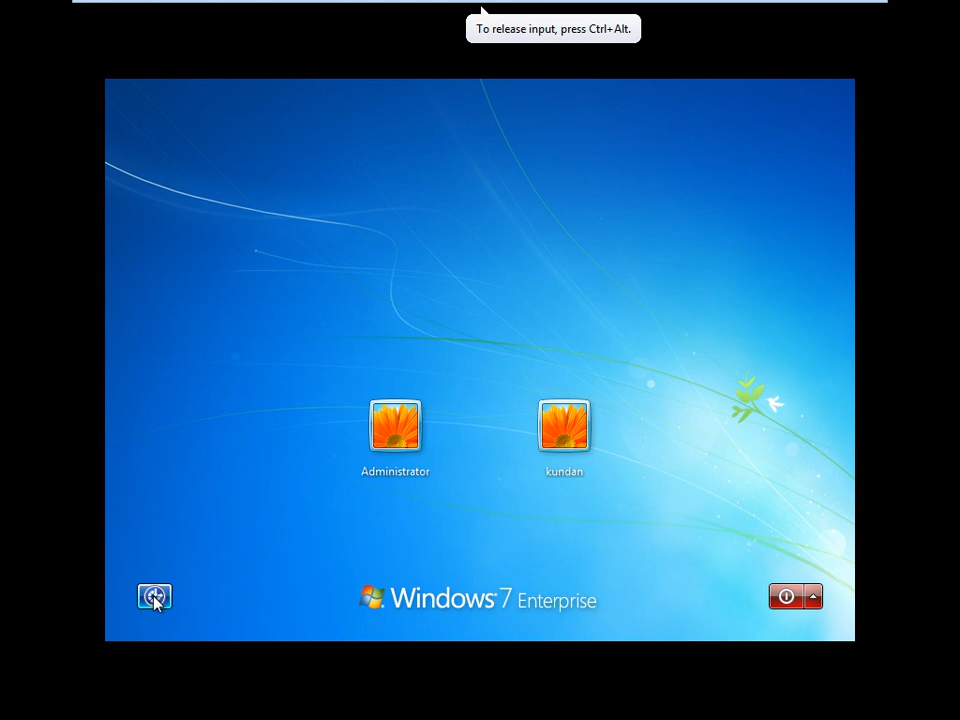 To release input, press Ctrl+Alt.
Administrator
kundan
Windows 7 Enterprise